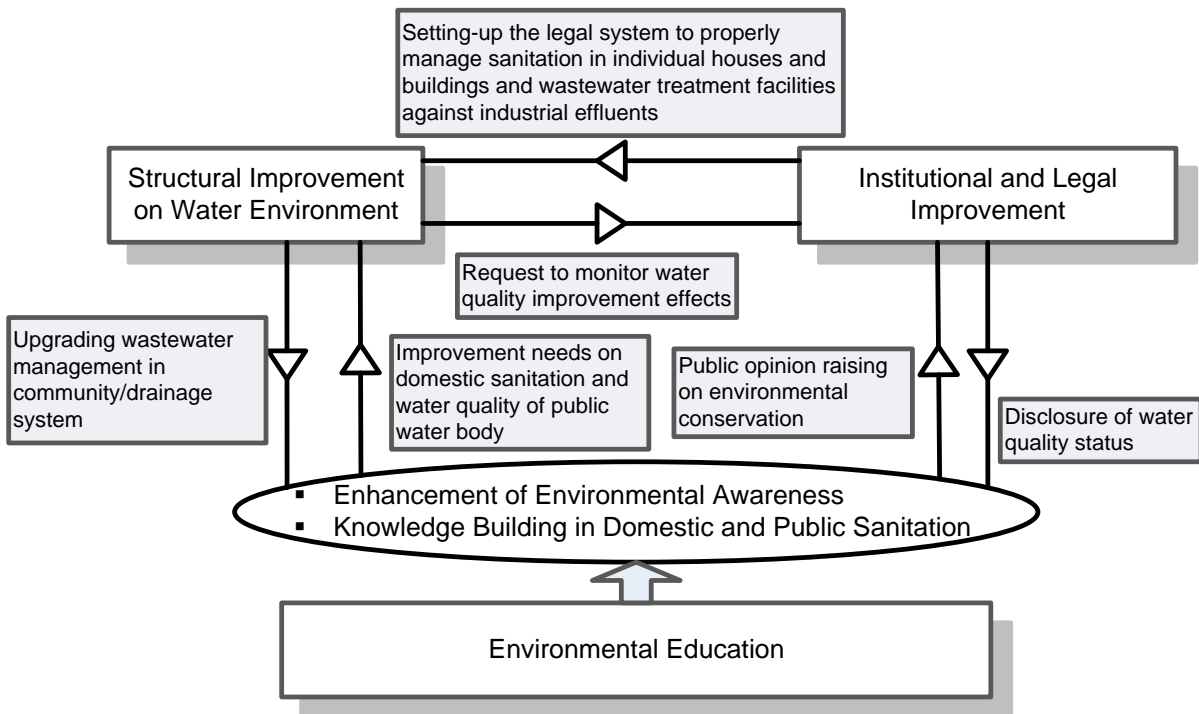 Setting-up the legal system to properly
manage sanitation in individual houses and
buildings and wastewater treatment facilities
against industrial effluents
Structural Improvement
on Water Environment
Institutional and Legal
Improvement
Request to monitor water
quality improvement effects
Upgrading wastewater
management in
community/drainage
system
Improvement needs on
domestic sanitation and
water quality of public
water body
Public opinion raising
on environmental
conservation
Disclosure of water
quality status
▪ Enhancement of Environmental Awareness
▪ Knowledge Building in Domestic and Public Sanitation
Environmental Education